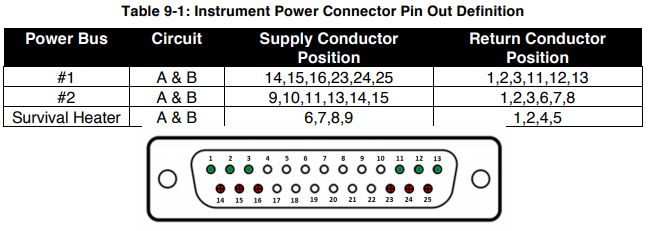 Table 9-1: Instrument Power Connector Pin Out Definition
Power Bus Circuit Supply Conductor Position Return Conductor Position
#1 A & B 14,15,16,23,24,25 1,2,3,11,12,13
#2 A & B 9,10,11,13,14,15 1,2,3,6,7,8
Survival Heater A & B 6,7,8,9 1,2,4,5
1 2 3 4 5 6 7 8 9 10 11 12 13
14 15 16 17 18 19 20 21 22 23 24 25